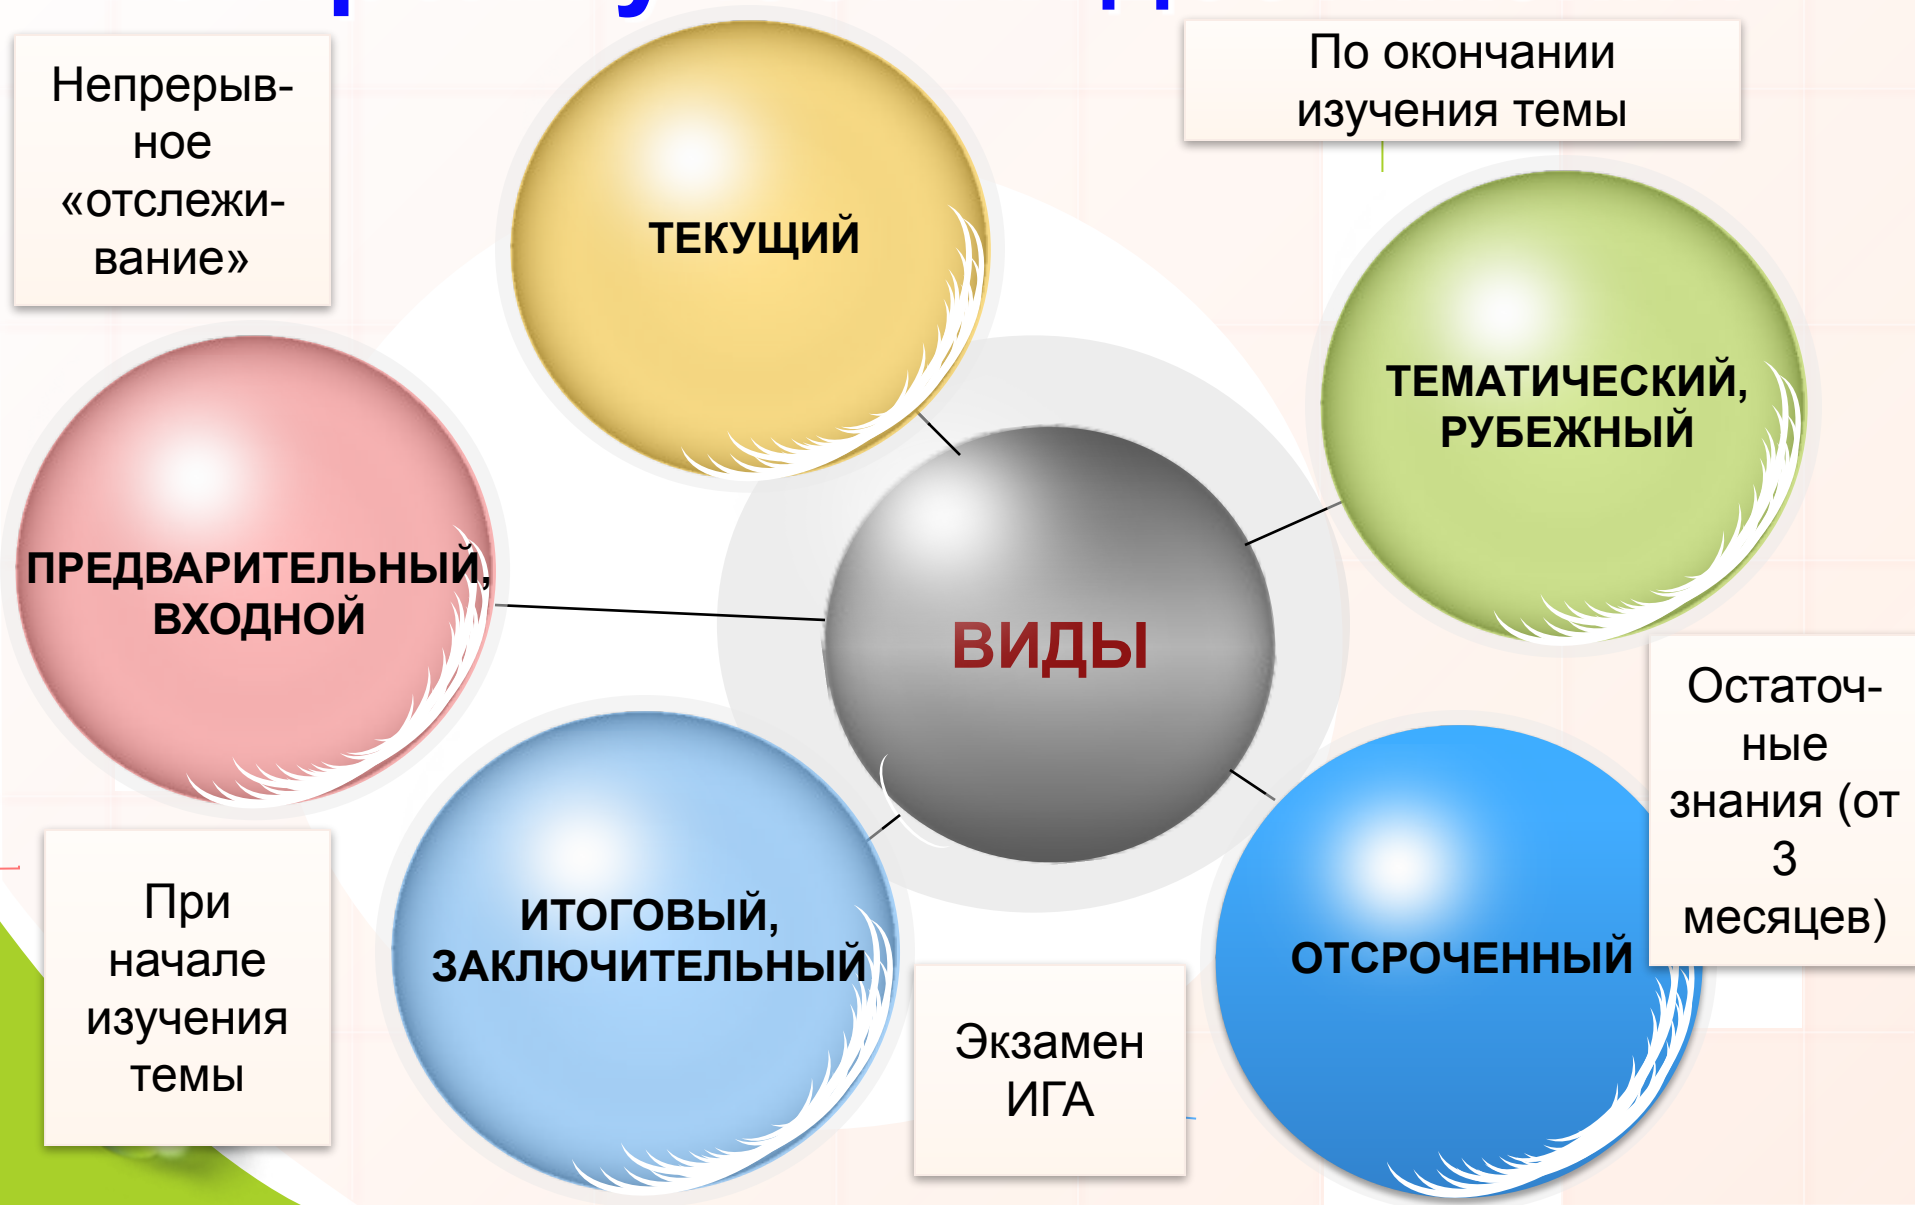 Непрерыв-
ное
«отслежи-
вание»
По окончании
изучения темы
ТЕКУЩИЙ
ТЕМАТИЧЕСКИЙ,
РУБЕЖНЫЙ
ПРЕДВАРИТЕЛЬНЫЙ,
ВХОДНОЙ
ВИДЫ
Остаточ-
ные
знания (от
3
месяцев)
При
начале
изучения
темы
ИТОГОВЫЙ,
ЗАКЛЮЧИТЕЛЬНЫЙ
ОТСРОЧЕННЫЙ
Экзамен
ИГА